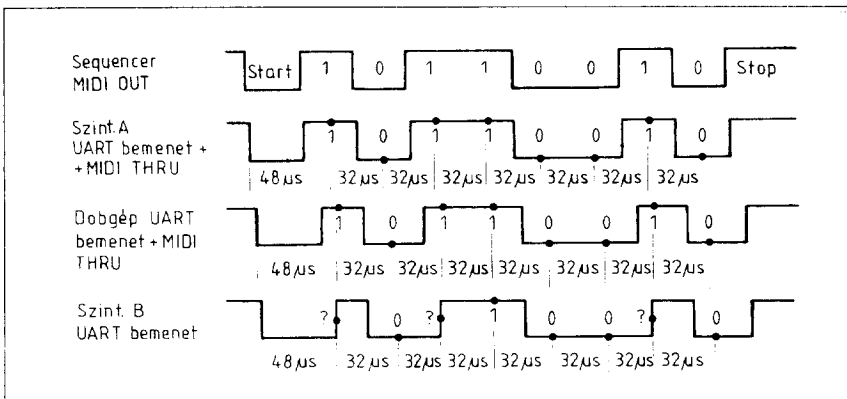 Sequencer
MIDI OUT
Start 1 0 1 1 0 0 1 0 Stop
Szint. A
UART bemenet +
+ MIDI THRU
1 0 1 1 0 0 1 0
48µs 32µs 32µs 32µs 32µs 32µs 32µs 32µs
Dobgép UART
bemenet + MIDI
THRU
1 0 1 1 0 0 1 0
48µs 32µs 32µs 32µs 32µs 32µs 32µs 32µs
Szint. B
UART bemenet
? 0 ? 1 0 0 ? 0
48µs 32µs 32µs 32µs 32µs 32µs 32µs 32µs